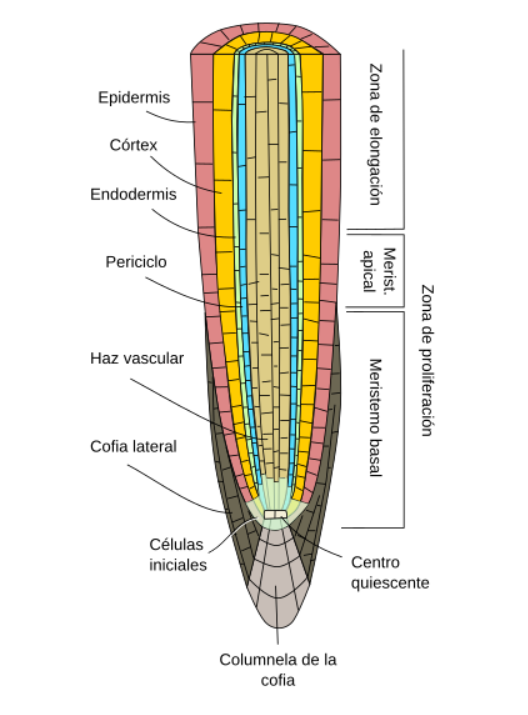 Epidermis
Córtex
Endodermis
Periciclo
Haz vascular
Cofia lateral
Células
iniciales
Columnela de la
cofia
Centro
quiescente
Zona de elongación
Merist.
apical
Meristemo basal
Zona de proliferación